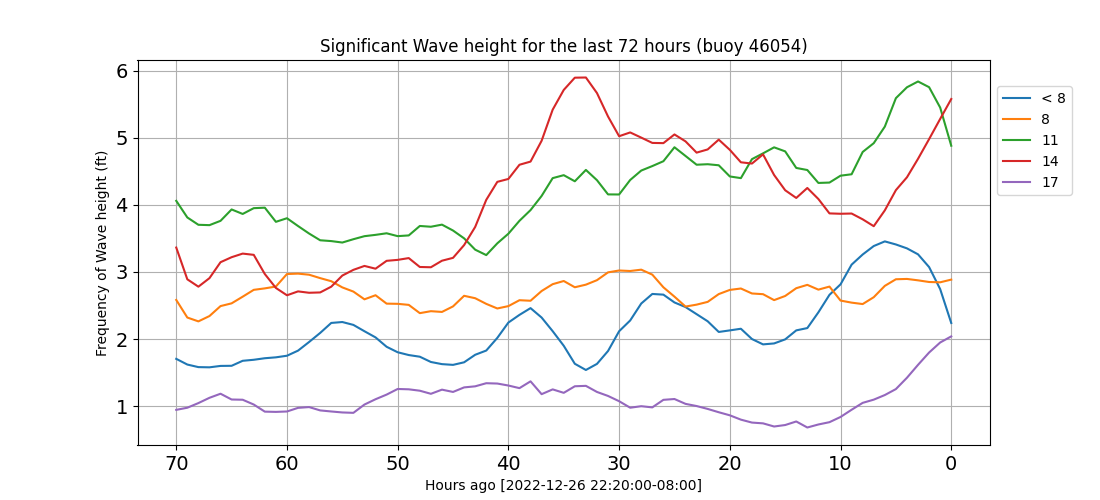 Significant Wave height for the last 72 hours (buoy 46054)
Frequency of Wave height (ft)
6
5
4
3
2
1
70 60 50 40 30 20 10 0
Hours ago [2022-12-26 22:20:00-08:00]
< 8
8
11
14
17